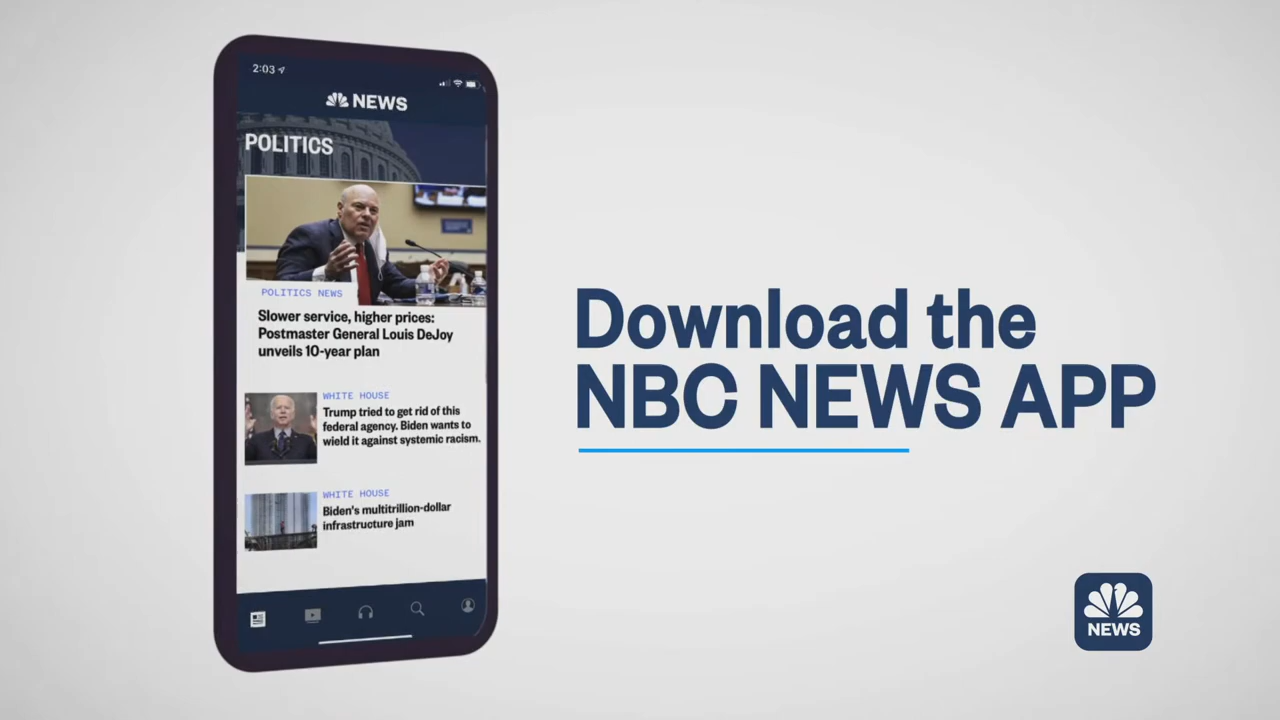 2:03
NEWS
POLITICS
POLITICS NEWS
Slower service, higher prices:
Postmaster General Louis DeJoy
unveils 10-year plan
WHITE HOUSE
Trump tried to get rid of this
federal agency. Biden wants to
wield it against systemic racism.
WHITE HOUSE
Biden's multitrillion-dollar
infrastructure jam
Download the
NBC NEWS APP
NEWS